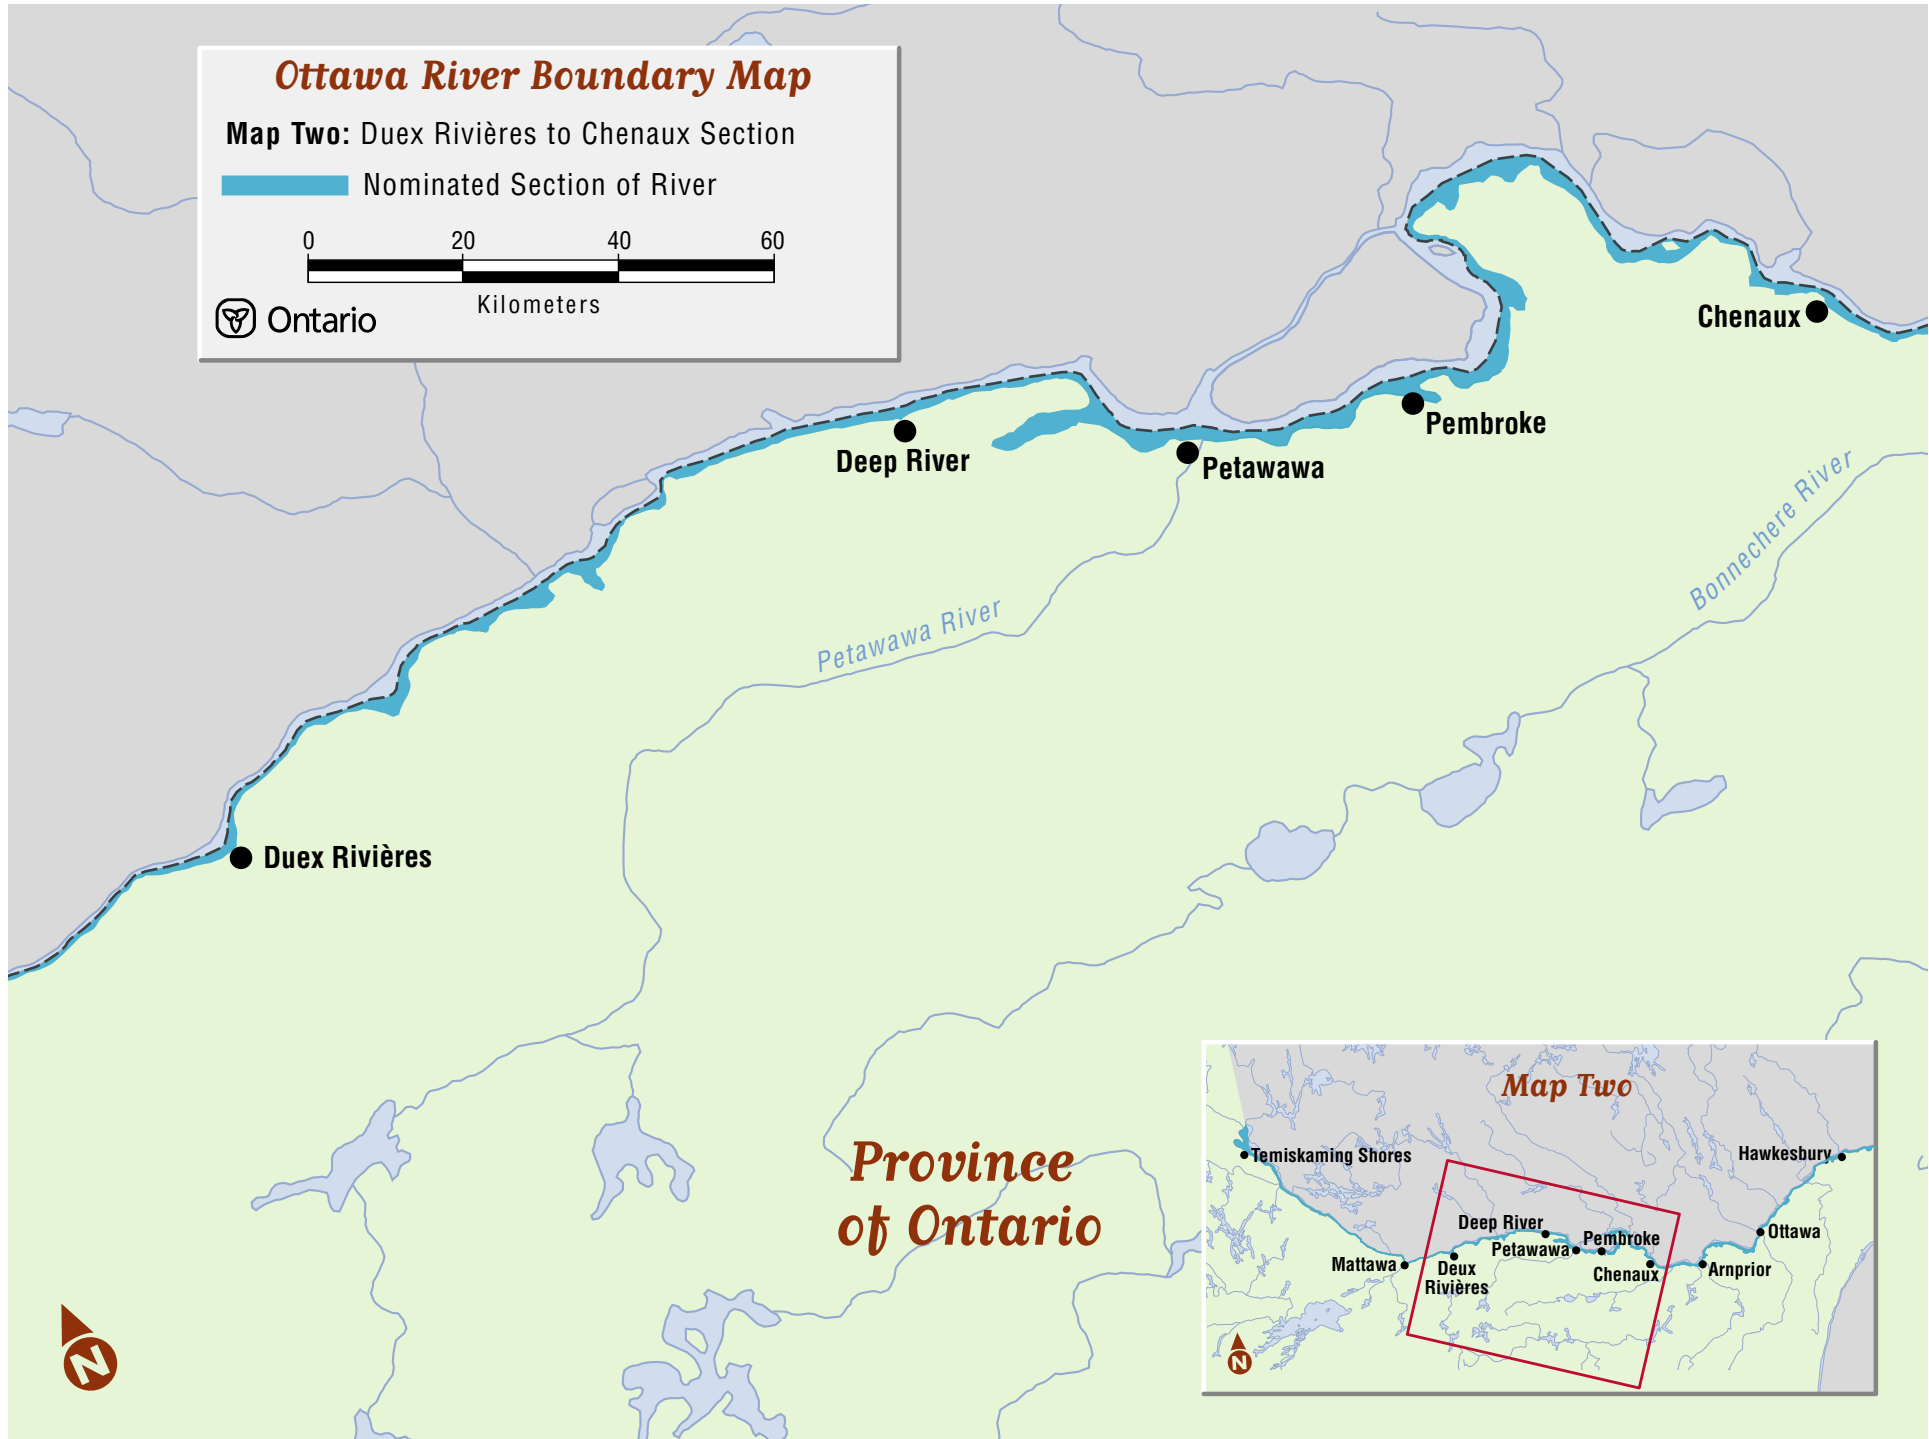 Ottawa River Boundary Map
Map Two: Duex Rivières to Chenaux Section
Nominated Section of River
0 20 40 60
Kilometers
Ontario
Chenaux
Pembroke
Deep River
Petawawa
Bonnechere River
Petawawa River
Duex Rivières
Province
of Ontario
N
Map Two
Temiskaming Shores
Hawkesbury
Deep River
Ottawa
Pembroke
Petawawa
Mattawa
Deux
Rivières
Chenaux
Arnprior
N